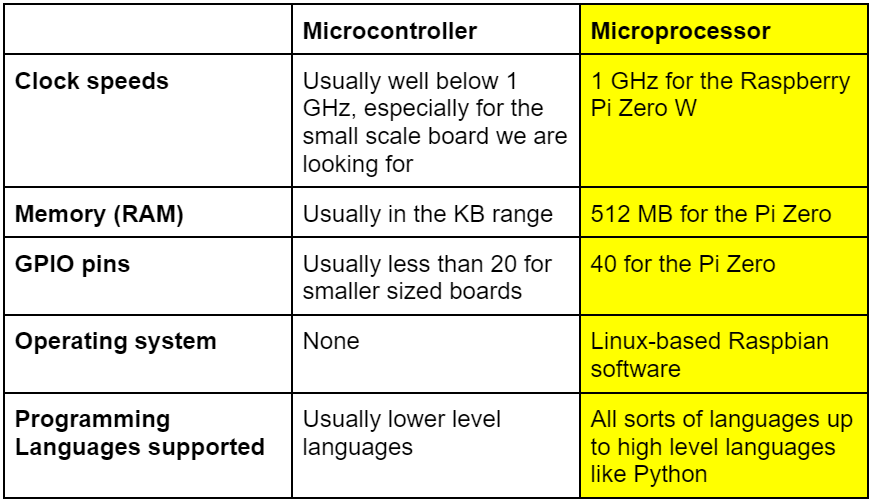 Microcontroller
Microprocessor
Clock speeds
Usually well below 1
GHz, especially for the
small scale board we are
looking for
1 GHz for the Raspberry
Pi Zero W
Memory (RAM)
Usually in the KB range
512 MB for the Pi Zero
GPIO pins
Usually less than 20 for
smaller sized boards
40 for the Pi Zero
Operating system
None
Linux-based Raspbian
software
Programming
Languages supported
Usually lower level
languages
All sorts of languages up
to high level languages
like Python